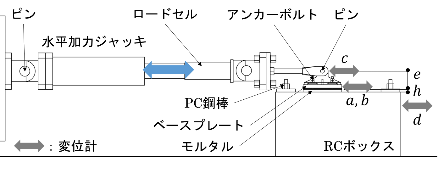 ピン
ロードセル
アンカーボルト
ピン
水平加力ジャッキ
c
e
h
PC鋼棒
a, b
ベースプレート
d
モルタル
RCボックス
：変位計